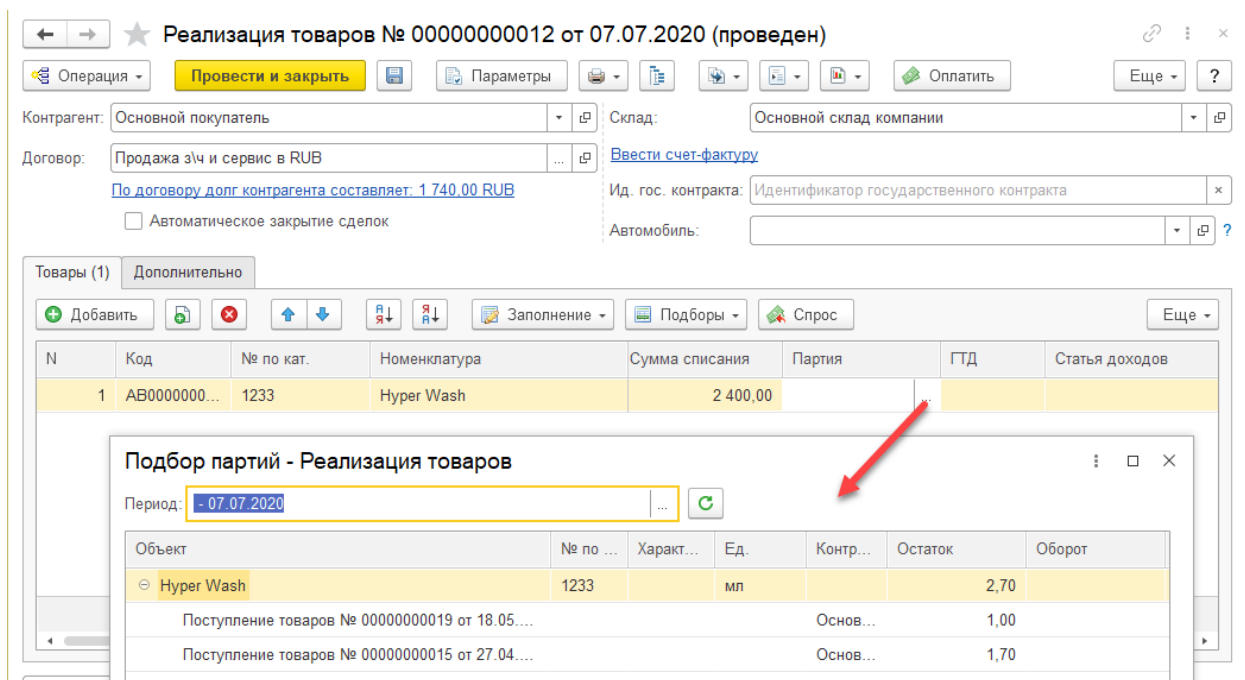 Реализация товаров № 00000000012 от 07.07.2020 (проведен)
Операция Провести и закрыть Параметры Оплатить Еще ?
Контрагент: Основной покупатель Склад: Основной склад компании
Договор: Продажа з\ч и сервис в RUB ... Ввести счет-фактуру
По договору долг контрагента составляет: 1 740,00 RUB Ид. гос. контракта: Идентификатор государственного контракта
Автоматическое закрытие сделок
Автомобиль: ?
Товары (1) Дополнительно
Добавить Заполнение Подборы Спрос Еще
N Код № по кат. Номенклатура Сумма списания Партия ГТД Статья доходов
1 AB0000000... 1233 Hyper Wash 2 400,00 ...
Подбор партий - Реализация товаров
Период: - 07.07.2020 ...
Объект № по ... Характ... Ед. Контр... Остаток Оборот
Hyper Wash 1233 мл 2,70
Поступление товаров № 00000000019 от 18.05.... Основ... 1,00
Поступление товаров № 00000000015 от 27.04.... Основ... 1,70